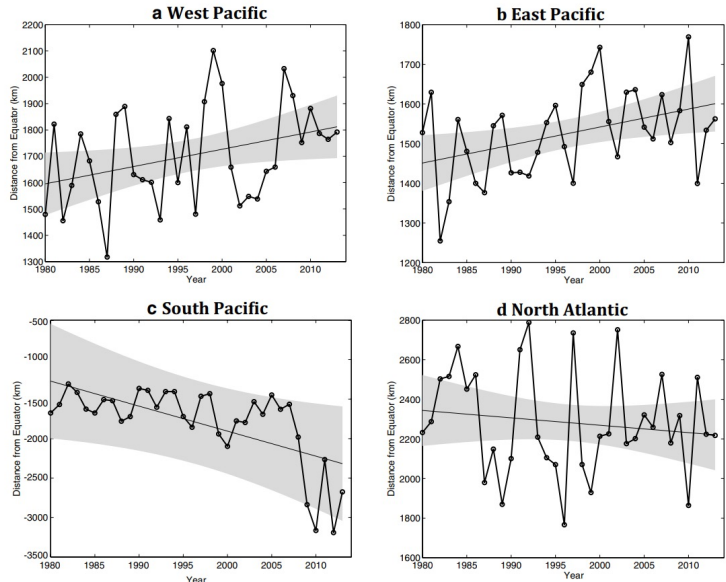 a West Pacific
Distance from Equator (km)
2200
2100
2000
1900
1800
1700
1600
1500
1400
1300
1980 1985 1990 1995 2000 2005 2010
Year
b East Pacific
Distance from Equator (km)
1800
1700
1600
1500
1400
1300
1200
1980 1985 1990 1995 2000 2005 2010
Year
c South Pacific
Distance from Equator (km)
-500
-1000
-1500
-2000
-2500
-3000
-3500
1980 1985 1990 1995 2000 2005 2010
Year
d North Atlantic
Distance from Equator (km)
2800
2600
2400
2200
2000
1800
1600
1980 1985 1990 1995 2000 2005 2010
Year